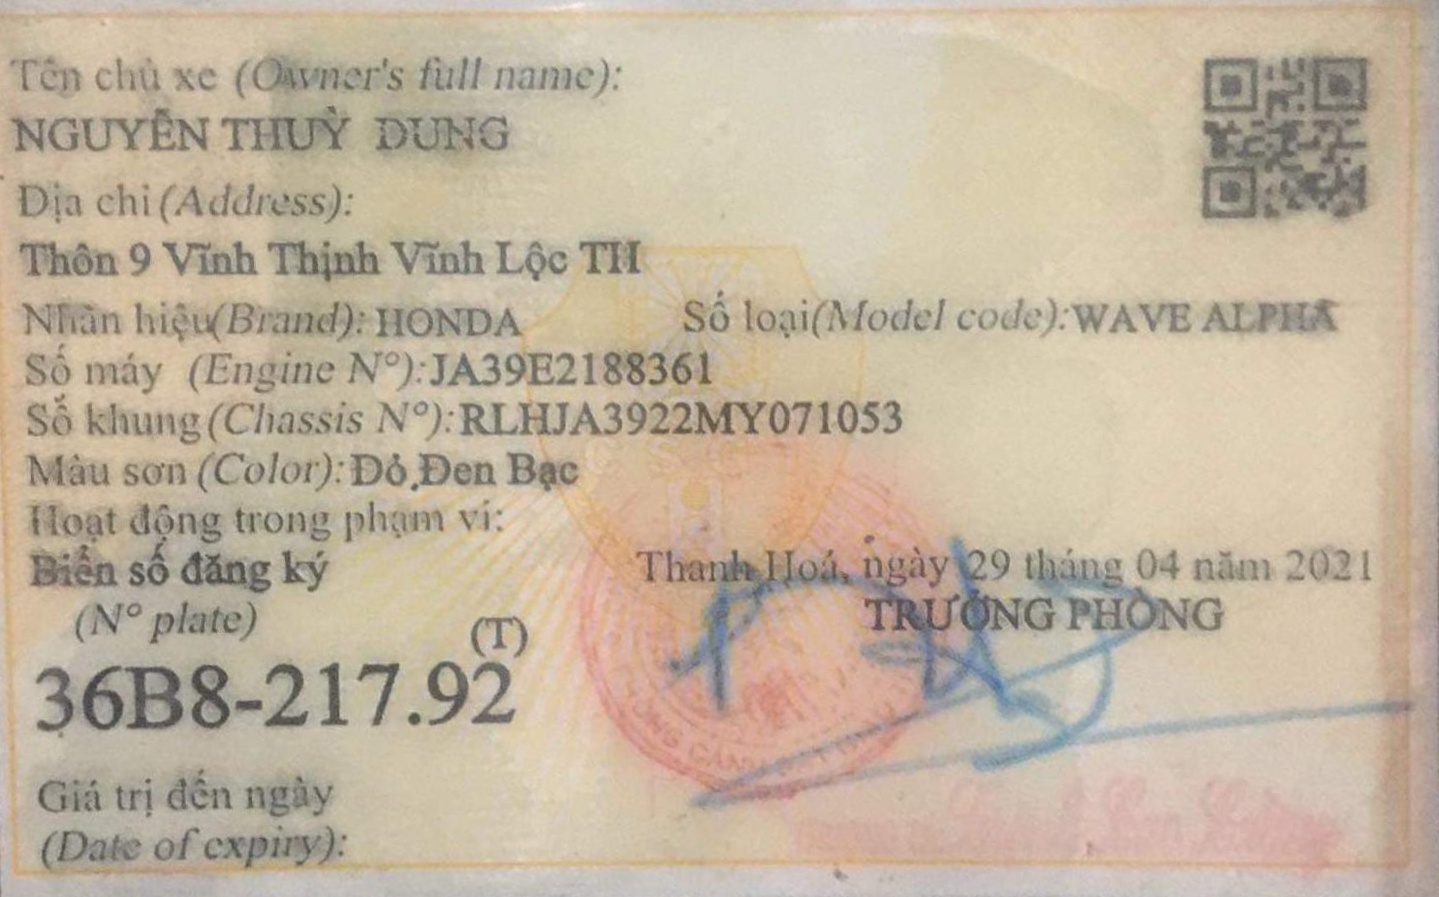 Tên chủ xe (Owner's full name):
NGUYỄN THUỲ DUNG
Địa chỉ (Address):
Thôn 9 Vĩnh Thịnh Vĩnh Lộc TH
Nhãn hiệu(Brand): HONDA Số loại(Model code):WAVE ALPHA
Số máy (Engine N°):JA39E2188361
Số khung(Chassis N°):RLHJA3922MY071053
Màu sơn (Color): Đỏ,Đen Bạc
Hoạt động trong phạm vi:
Biển số đăng ký
(N° plate)
Thanh Hoá, ngày 29 tháng 04 năm 2021
TRƯỞNG PHÒNG
(T)
36B8-217.92
Giá trị đến ngày
(Date of expiry):